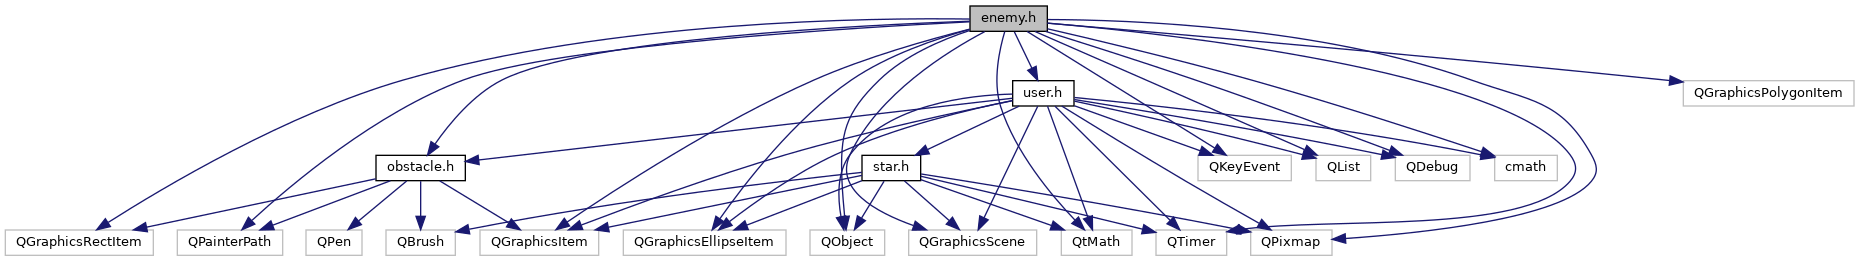 enemy.h
user.h
QGraphicsPolygonItem
obstacle.h
star.h
QKeyEvent
QList
QDebug
cmath
QGraphicsRectItem
QPainterPath
QPen
QBrush
QGraphicsItem
QGraphicsEllipseItem
QObject
QGraphicsScene
QtMath
QTimer
QPixmap